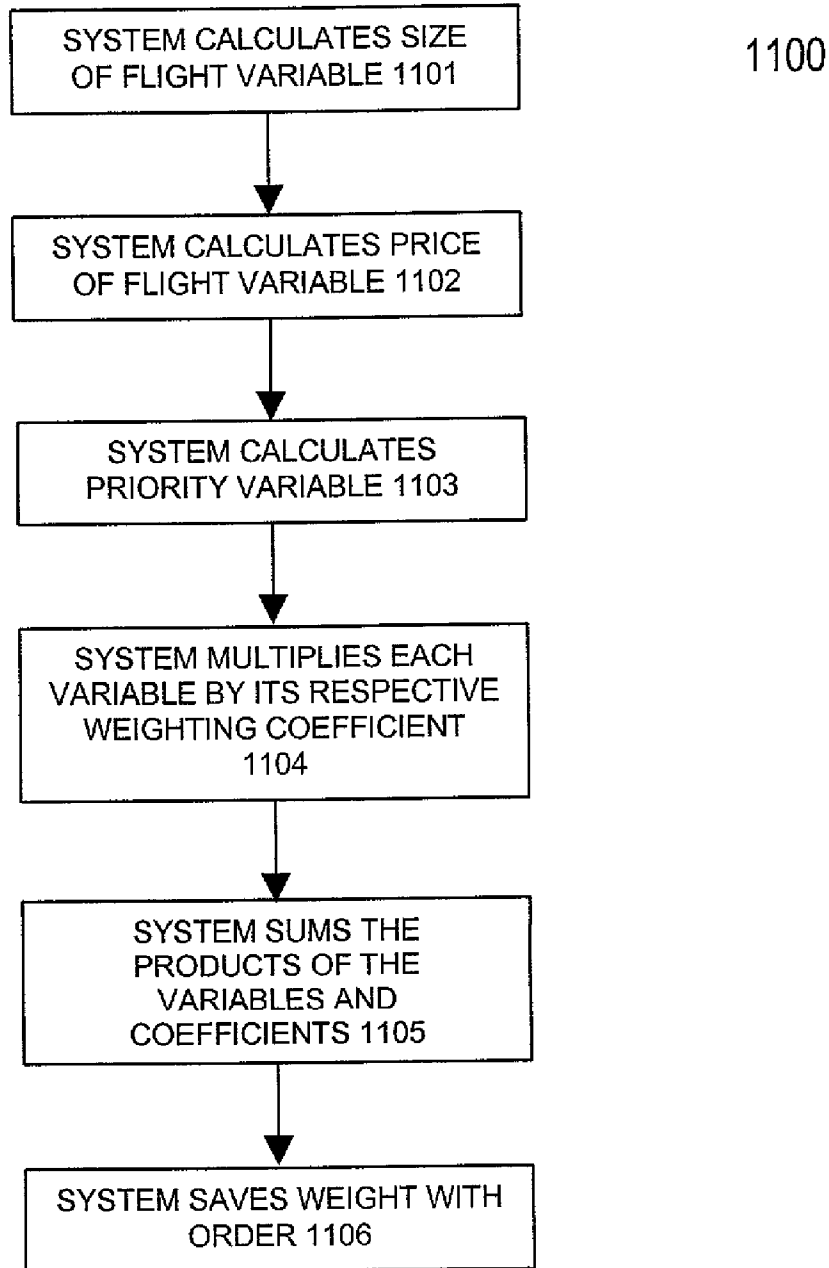 SYSTEM CALCULATES SIZE
OF FLIGHT VARIABLE 1101
1100
SYSTEM CALCULATES PRICE
OF FLIGHT VARIABLE 1102
SYSTEM CALCULATES
PRIORITY VARIABLE 1103
SYSTEM MULTIPLIES EACH
VARIABLE BY ITS RESPECTIVE
WEIGHTING COEFFICIENT
1104
SYSTEM SUMS THE
PRODUCTS OF THE
VARIABLES AND
COEFFICIENTS 1105
SYSTEM SAVES WEIGHT WITH
ORDER 1106